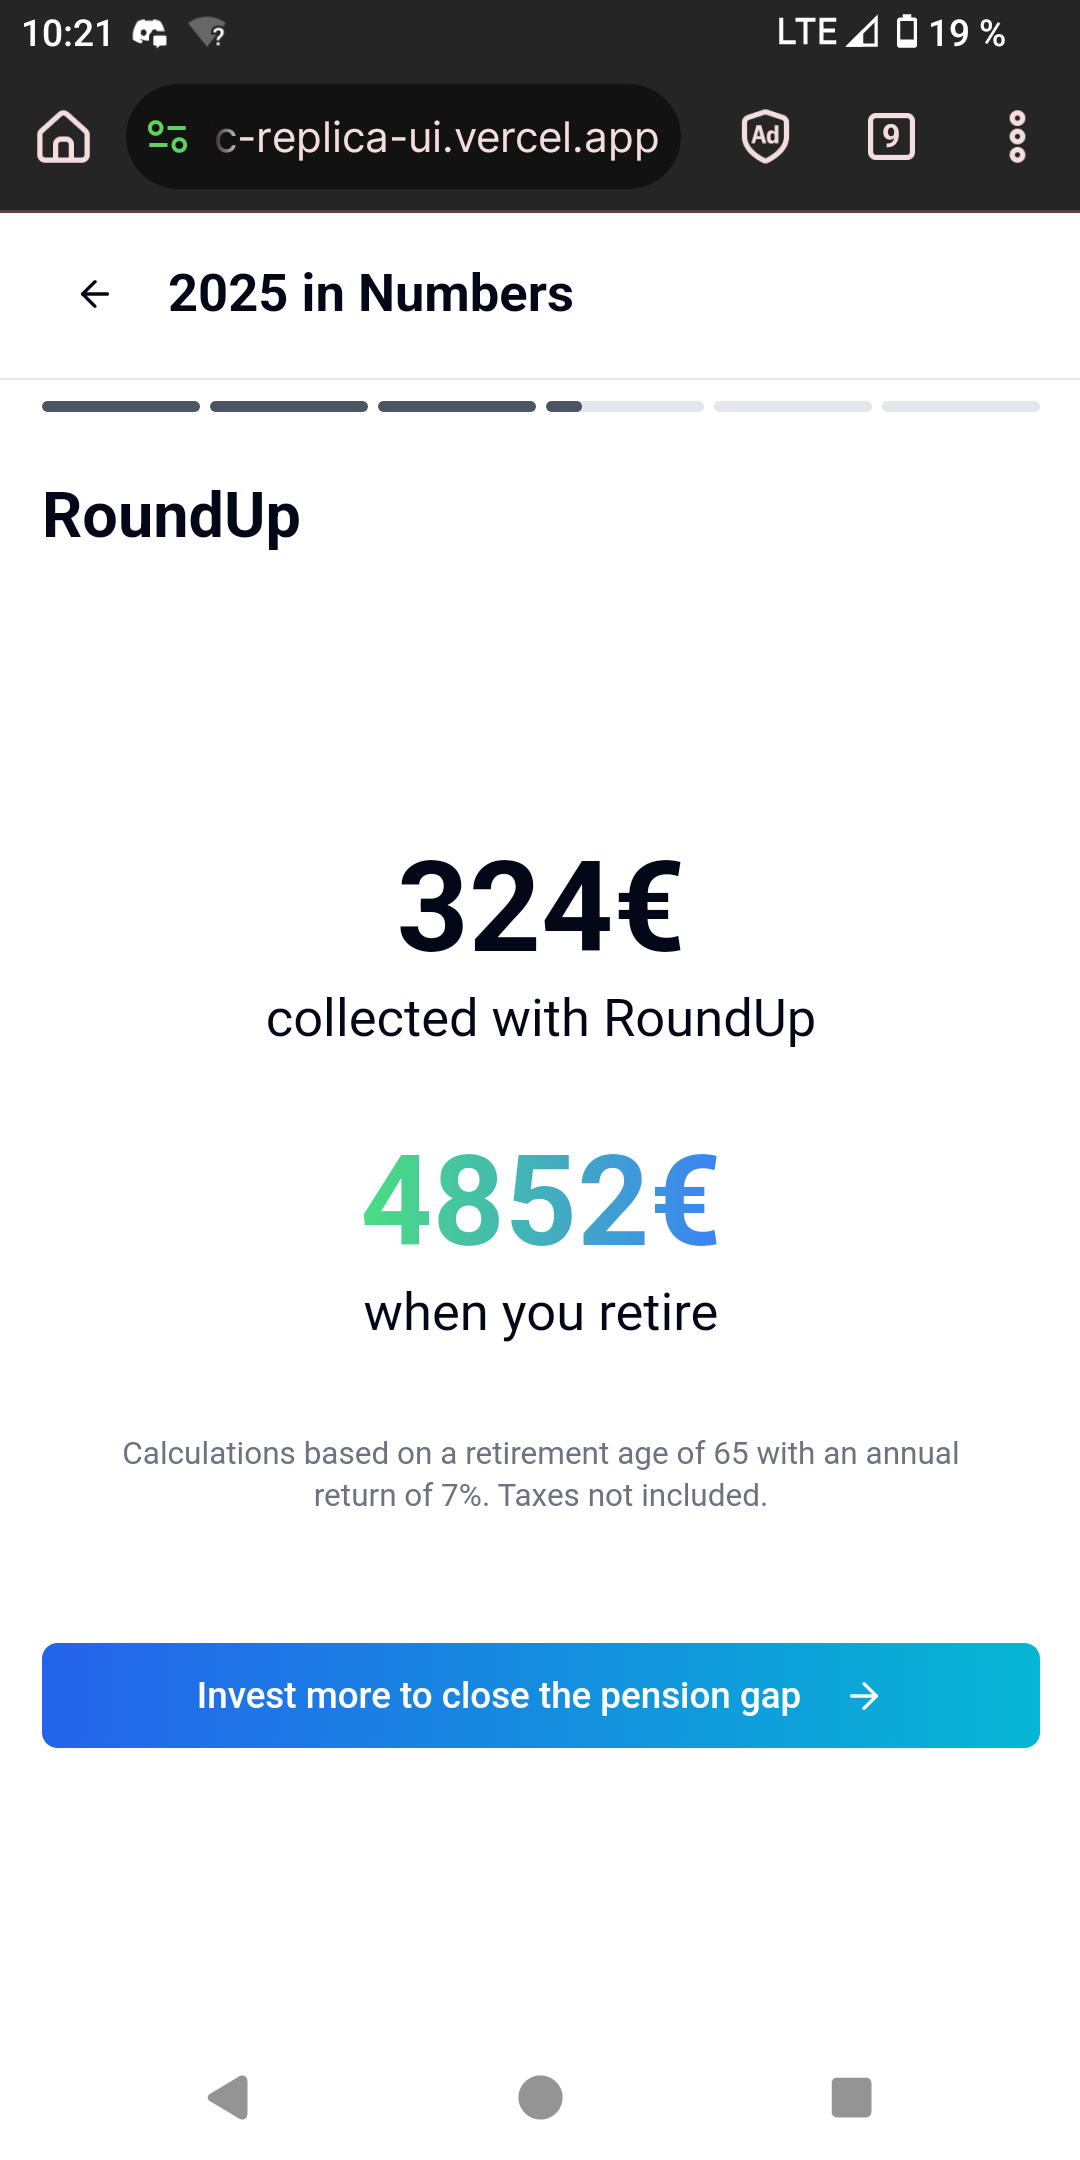 10:21
?
LTE 19 %
c-replica-ui.vercel.app
Ad
9
2025 in Numbers
RoundUp
324€
collected with RoundUp
4852€
when you retire
Calculations based on a retirement age of 65 with an annual
return of 7%. Taxes not included.
Invest more to close the pension gap